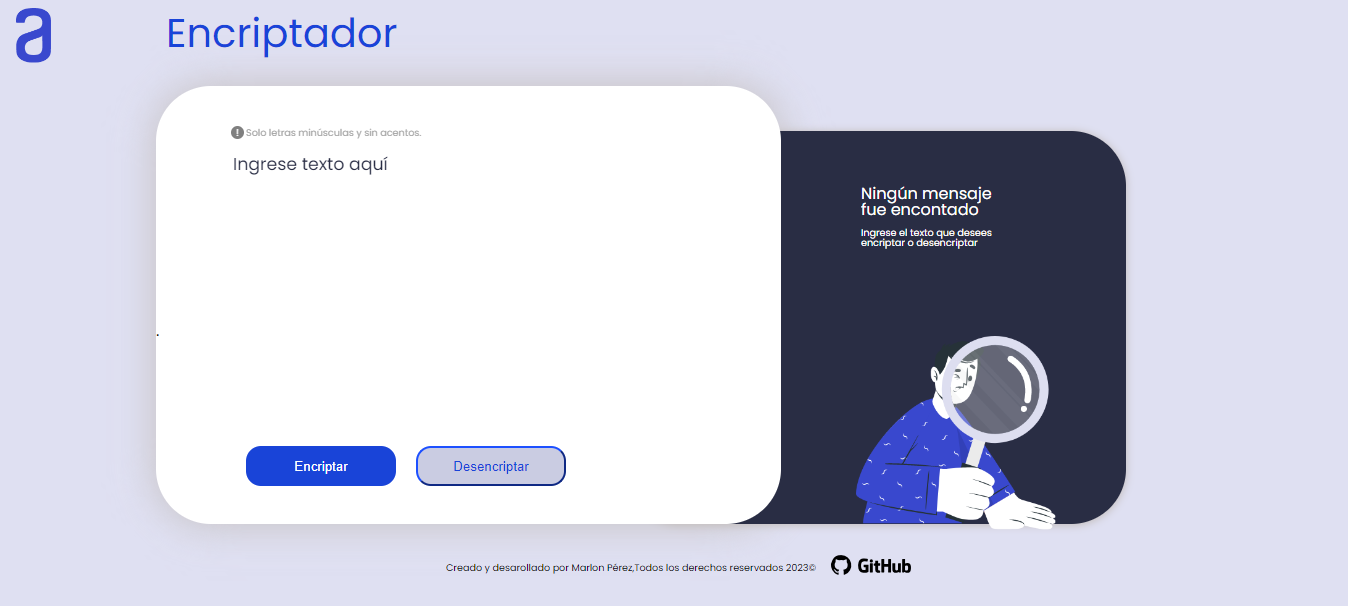 a
Encriptador
! Solo letras minúsculas y sin acentos.
Ingrese texto aquí
Ningún mensaje
fue encontado
Ingrese el texto que desees
encriptar o desencriptar
.
Encriptar
Desencriptar
Creado y desarollado por Marlon Pérez,Todos los derechos reservados 2023©
GitHub